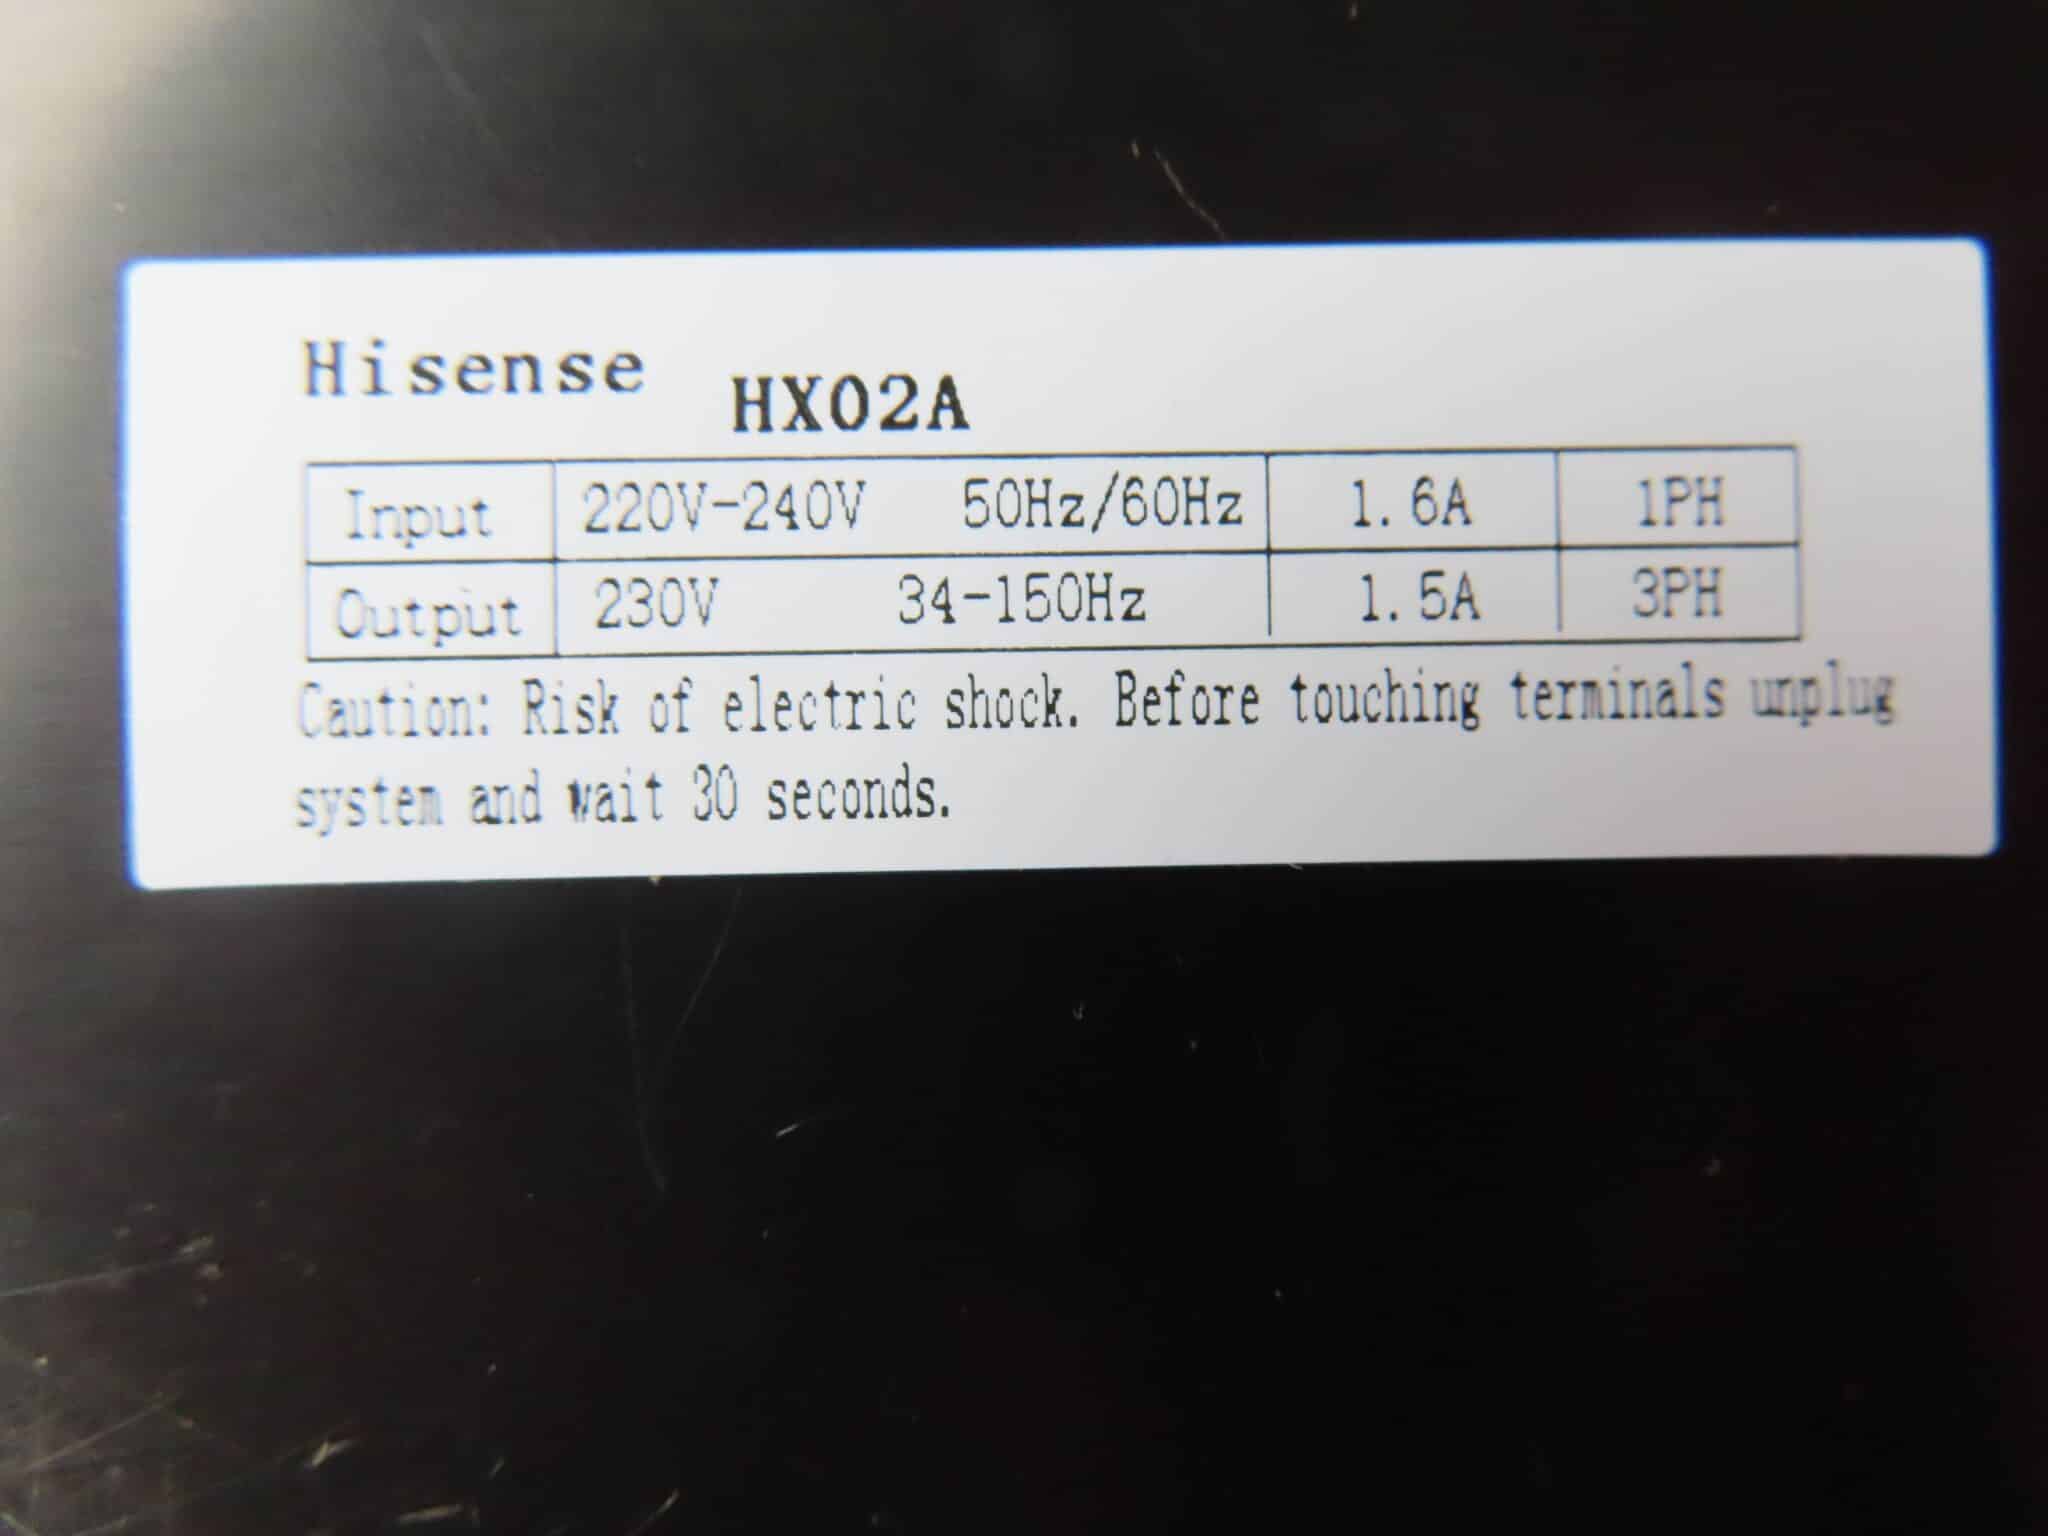 Hisense HX02A
Input 220V-240V 50Hz/60Hz 1.6A 1PH
Output 230V 34-150Hz 1.5A 3PH
Caution: Risk of electric shock. Before touching terminals unplug
system and wait 30 seconds.